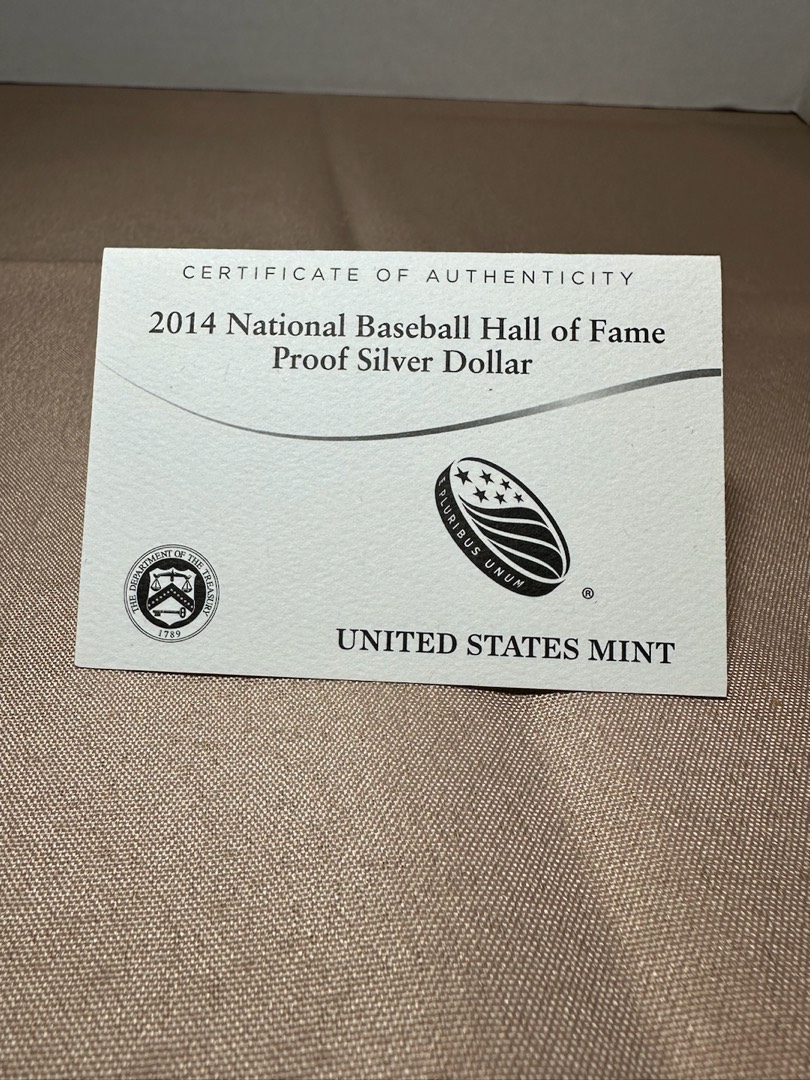 CERTIFICATE OF AUTHENTICITY
2014 National Baseball Hall of Fame
Proof Silver Dollar
E PLURIBUS UNUM
®
THE DEPARTMENT OF THE TREASURY
1789
UNITED STATES MINT